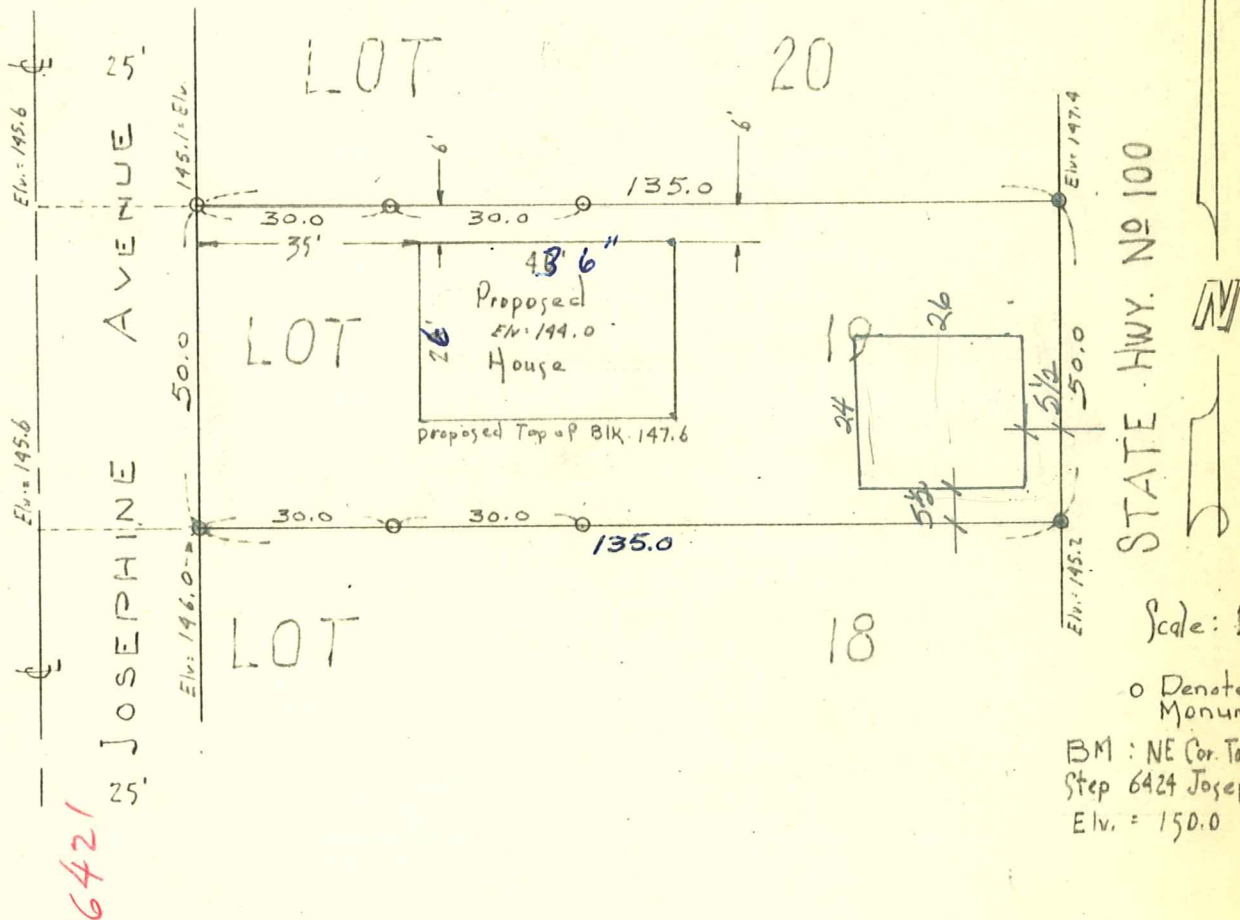 LOT 20
25'
Elv.= 145.6
145.1 = Elv.
6'
6'
135.0
Elv= 147.4
30.0 30.0
35'
6"
Proposed
Elv= 144.0
House
26'
LOT 19
26
24
5 1/2
5 1/2
50.0
50.0
proposed Top of Blk. 147.6
JOSEPHINE AVENUE
STATE HWY. No 100
N
S
Elv= 145.6
30.0 30.0
135.0
Elv= 146.0
Elv= 145.2
LOT 18
25'
6421
Scale:
o Denote
Monum
BM : NE Cor. To
Step 6424 Josep
Elv. = 150.0